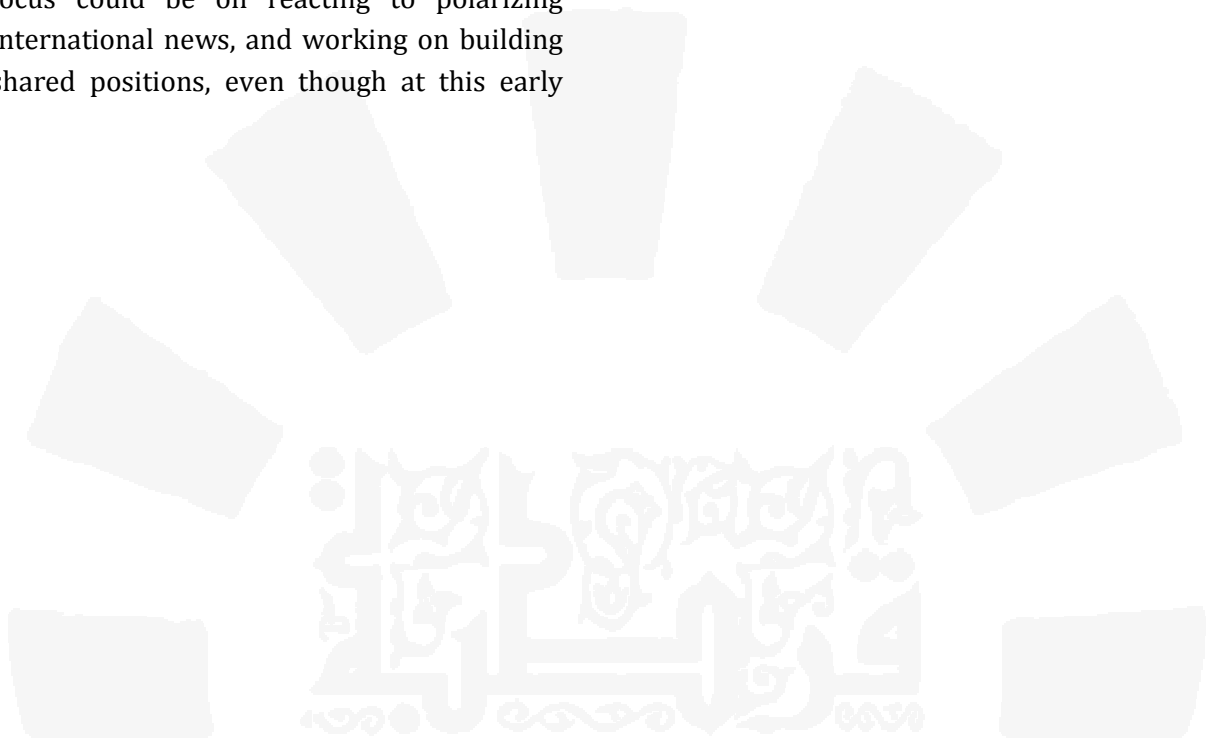 focus could be on reacting to polarizing
international news, and working on building
shared positions, even though at this early
قرطبة